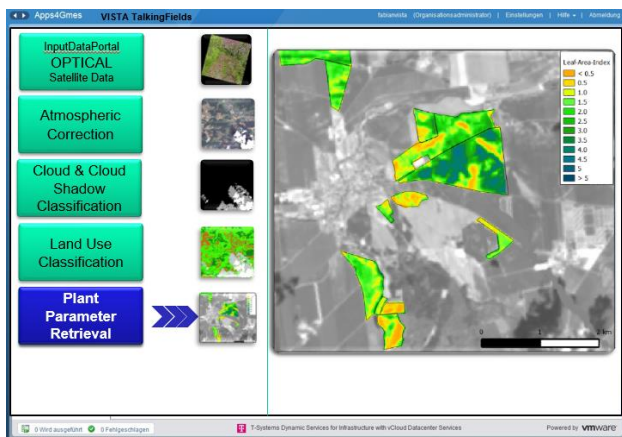 Apps4Gmes
VISTA TalkingFields
fabianvista (Organisationsadministrator) | Einstellungen | Hilfe | Abmeldung
InputDataPortal
OPTICAL
Satellite Data
Atmospheric
Correction
Cloud & Cloud
Shadow
Classification
Land Use
Classification
Plant
Parameter
Retrieval
Leaf-Area-Index
< 0.5
0.5
1.0
1.5
2.0
2.5
3.0
3.5
4.0
4.5
5
> 5
0 1 2 km
0 Wird ausgeführt 0 Fehlgeschlagen
T-Systems Dynamic Services for Infrastructure with vCloud Datacenter Services
Powered by vmware